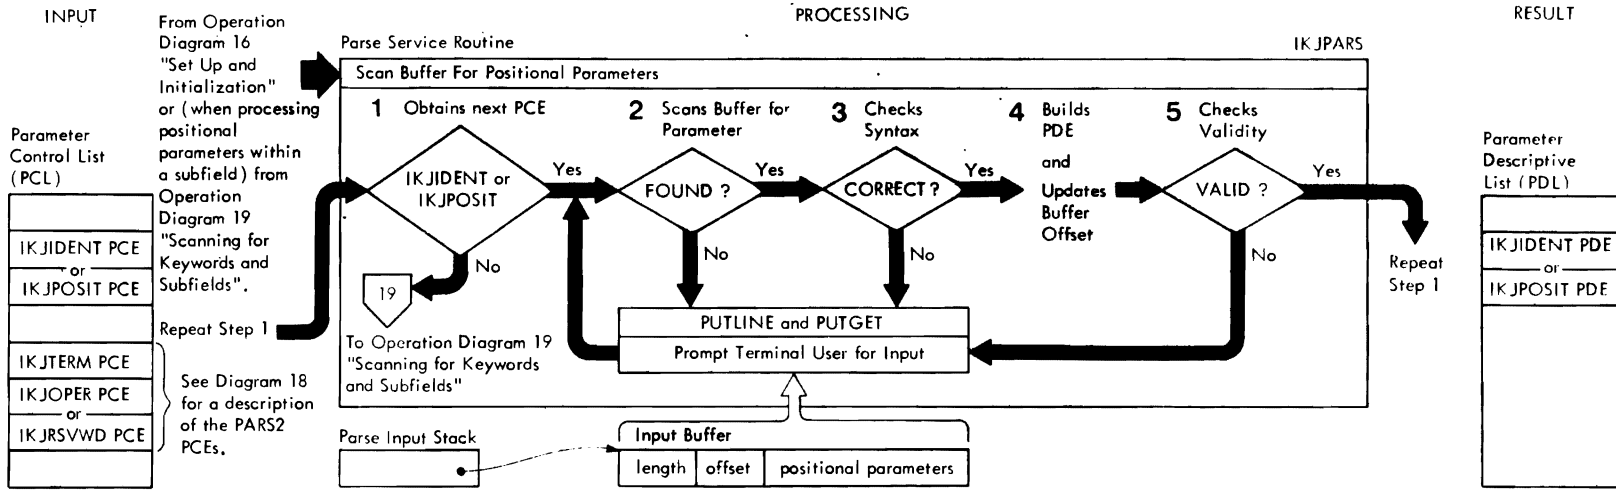 INPUT
PROCESSING
RESULT
From Operation
Diagram 16
"Set Up and
Initialization"
or (when processing
positional
parameters within
a subfield) from
Operation
Diagram 19
"Scanning for
Keywords and
Subfields".
Repeat Step 1
Parameter
Control List
(PCL)
IKJIDENT PCE
or
IKJPOSIT PCE
IKJTERM PCE
IKJOPER PCE
or
IKJRSVWD PCE
See Diagram 18
for a description
of the PARS2
PCEs.
Parse Service Routine
IKJPARS
Scan Buffer For Positional Parameters
1 Obtains next PCE
IKJIDENT or
IKJPOSIT
Yes
No
19
To Operation Diagram 19
"Scanning for Keywords
and Subfields"
2 Scans Buffer for
Parameter
FOUND ?
Yes
No
3 Checks
Syntax
CORRECT ?
Yes
No
4 Builds
PDE
and
Updates
Buffer
Offset
5 Checks
Validity
VALID ?
Yes
No
Repeat
Step 1
PUTLINE and PUTGET
Prompt Terminal User for Input
Parse Input Stack
Input Buffer
length
offset
positional parameters
Parameter
Descriptive
List (PDL)
IKJIDENT PDE
or
IKJPOSIT PDE